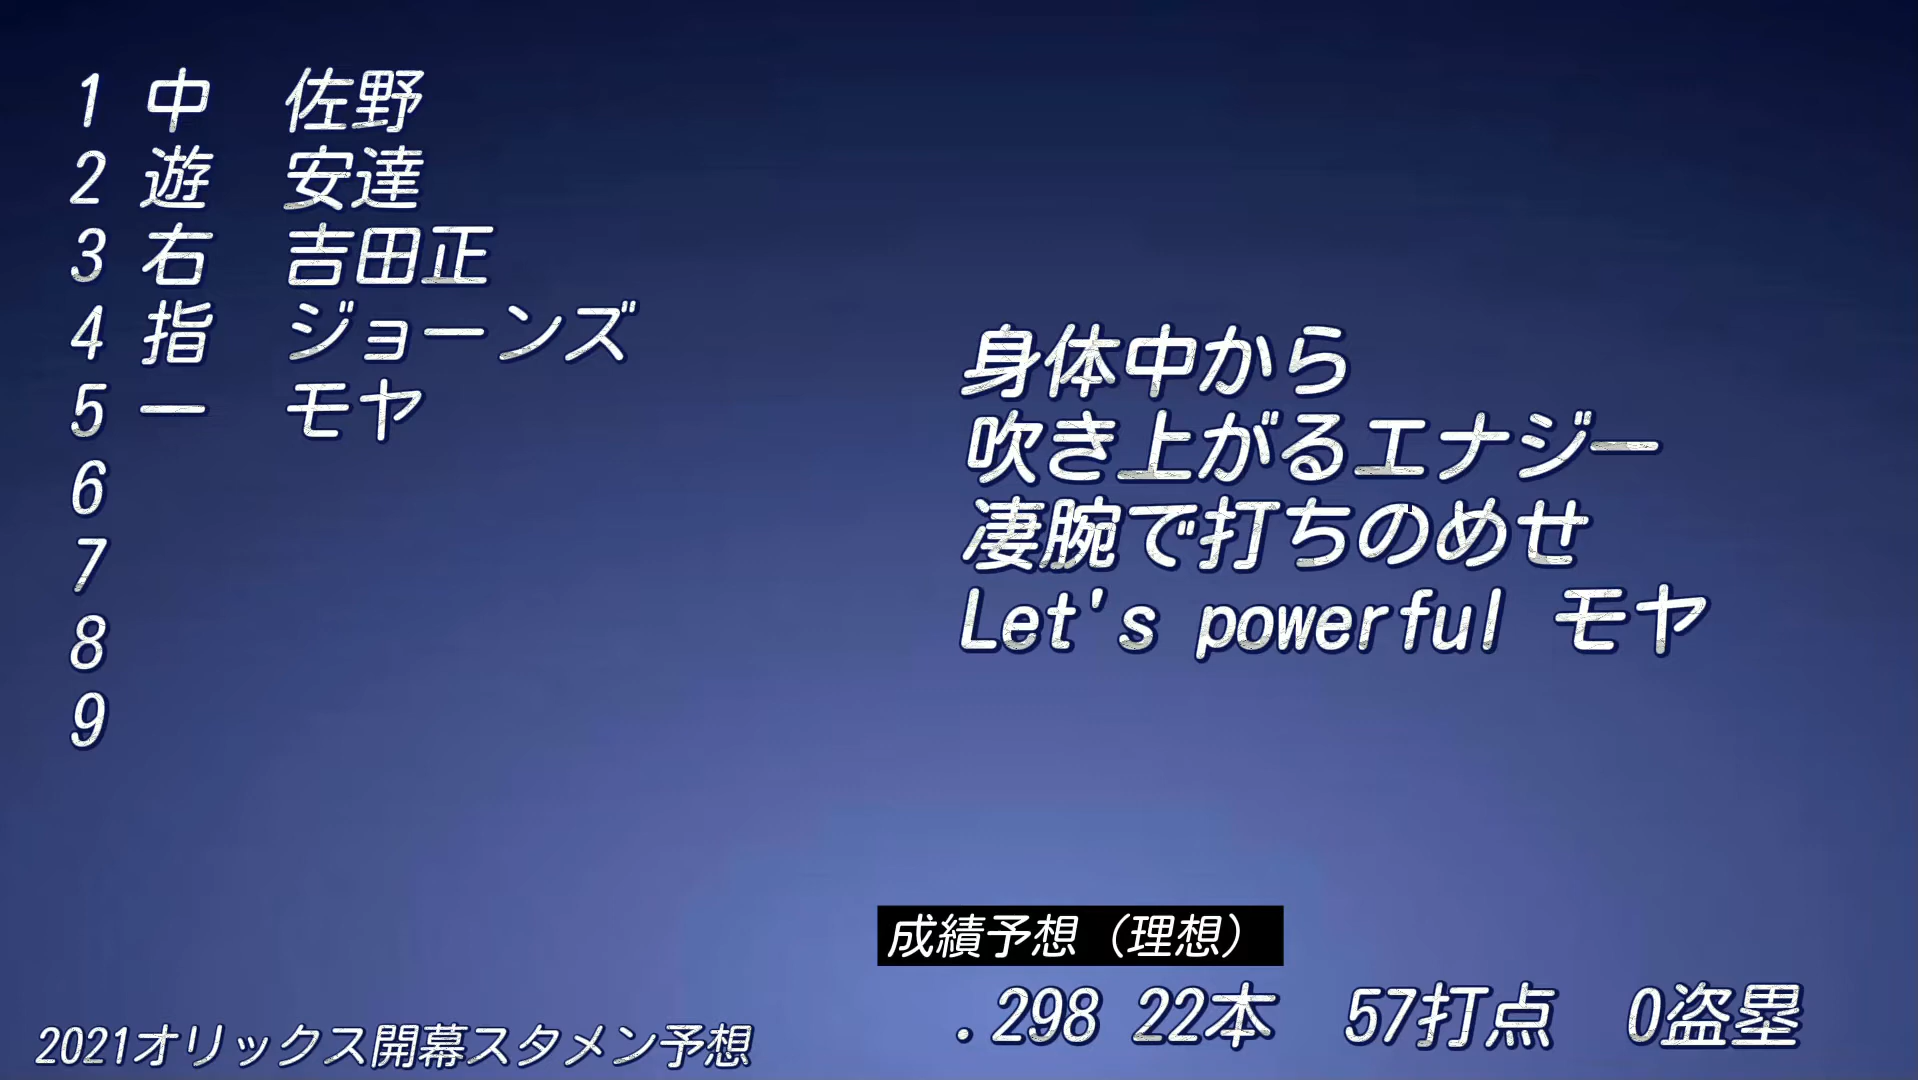 1 中 佐野
2 遊 安達
3 右 吉田正
4 指 ジョーンズ
5 一 モヤ
6
7
8
9
身体中から
吹き上がるエナジー
凄腕で打ちのめせ
Let's powerful モヤ
成績予想（理想）
.298 22本 57打点 0盗塁
2021オリックス開幕スタメン予想